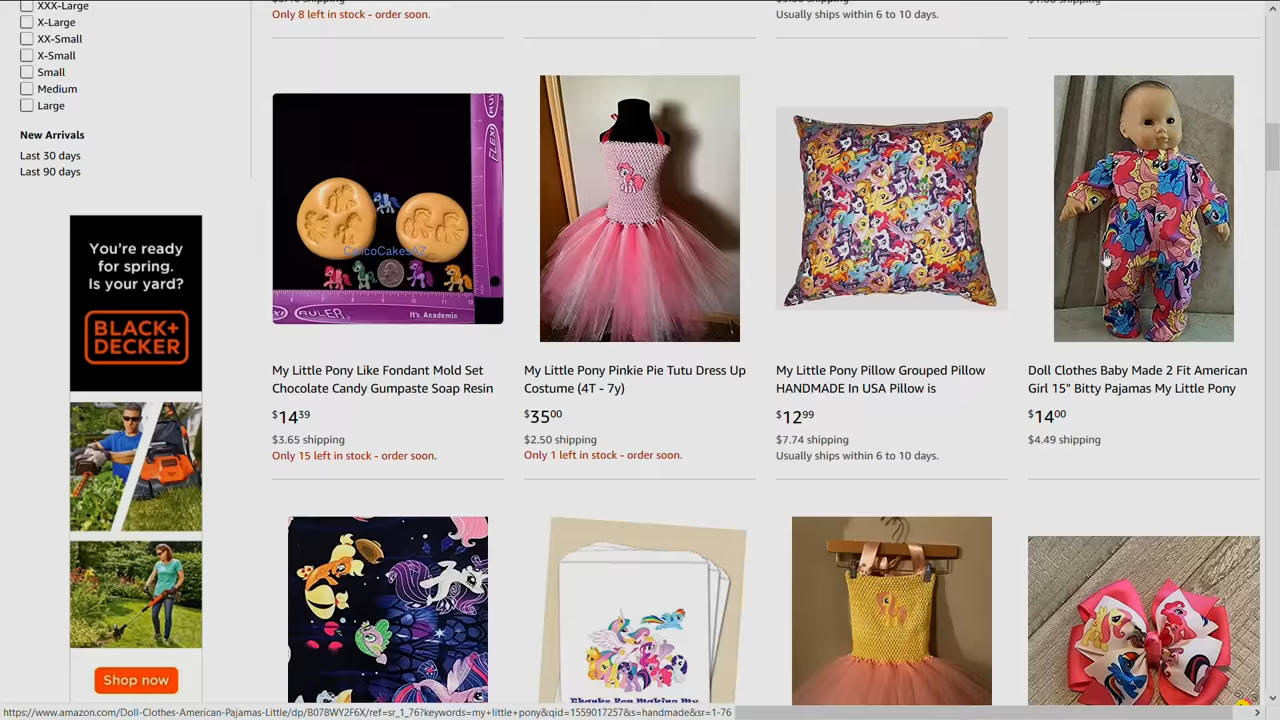 XXX-Large
X-Large
XX-Small
X-Small
Small
Medium
Large
New Arrivals
Last 30 days
Last 90 days
You're ready
for spring.
Is your yard?
BLACK+
DECKER
Shop now
Only 8 left in stock - order soon.
Usually ships within 6 to 10 days.
FLEXI
CalicoCakesAZ
RULER
It's Academic
My Little Pony Like Fondant Mold Set
Chocolate Candy Gumpaste Soap Resin
$14.39
$3.65 shipping
Only 15 left in stock - order soon.
My Little Pony Pinkie Pie Tutu Dress Up
Costume (4T - 7y)
$35.00
$2.50 shipping
Only 1 left in stock - order soon.
My Little Pony Pillow Grouped Pillow
HANDMADE In USA Pillow is
$12.99
$7.74 shipping
Usually ships within 6 to 10 days.
Doll Clothes Baby Made 2 Fit American
Girl 15" Bitty Pajamas My Little Pony
$14.00
$4.49 shipping
Thanks For Making My
https://www.amazon.com/Doll-Clothes-American-Pajamas-Little/dp/B078WY2F6X/ref=sr_1_76?keywords=my+little+pony&qid=1559017257&s=handmade&sr=1-76